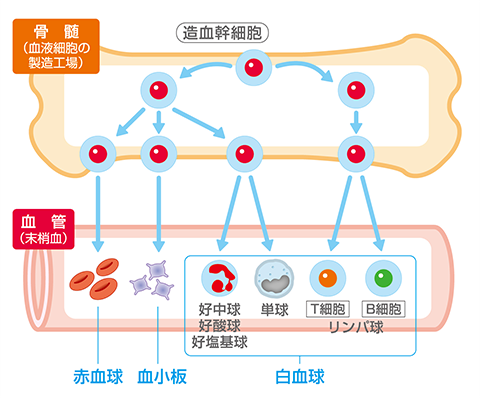 骨 髄
（血液細胞の
製造工場）
造血幹細胞
血 管
（末梢血）
好中球
好酸球
好塩基球
単球
T細胞
B細胞
リンパ球
赤血球
血小板
白血球